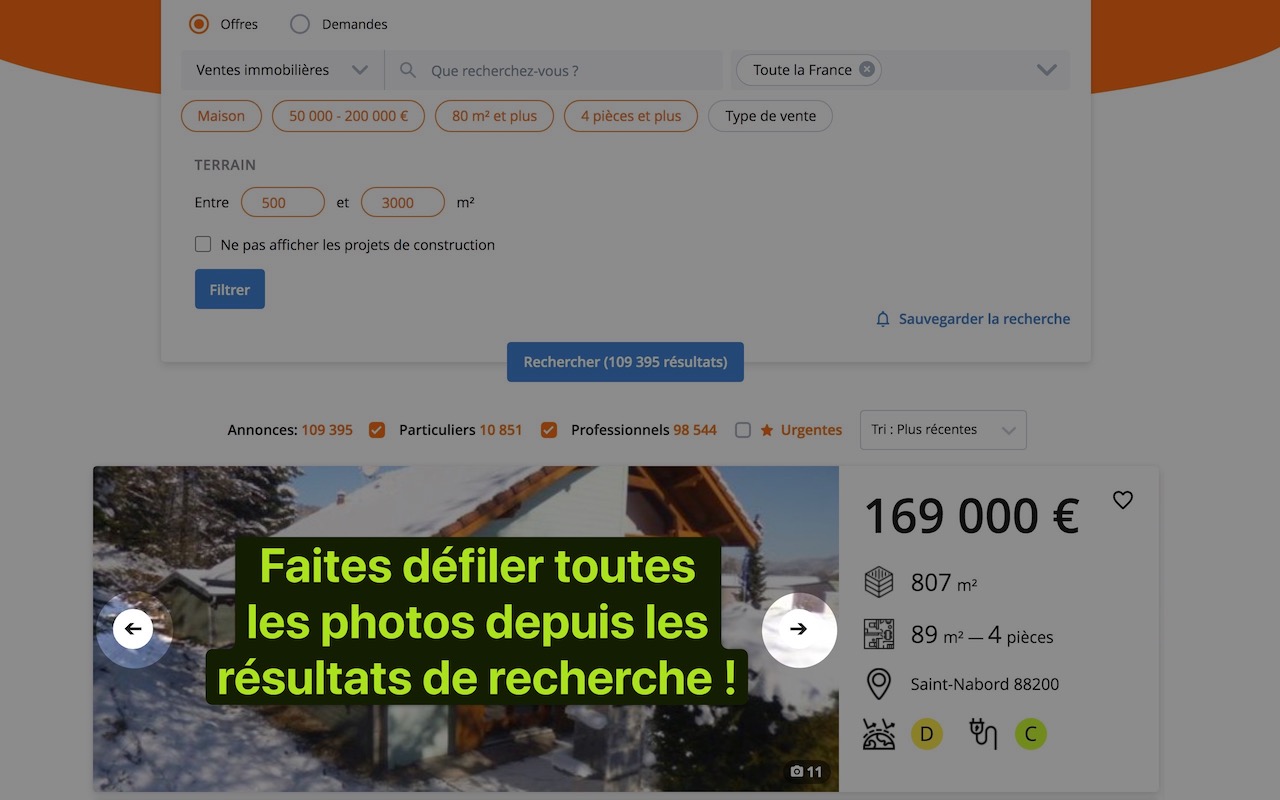 Offres Demandes
Ventes immobilières Que recherchez-vous ? Toute la France
Maison 50 000 - 200 000 € 80 m² et plus 4 pièces et plus Type de vente
TERRAIN
Entre 500 et 3000 m²
Ne pas afficher les projets de construction
Filtrer
Sauvegarder la recherche
Rechercher (109 395 résultats)
Annonces: 109 395 Particuliers 10 851 Professionnels 98 544 Urgentes Tri : Plus récentes
Faites défiler toutes
les photos depuis les
résultats de recherche !
11
169 000 €
807 m²
89 m² — 4 pièces
Saint-Nabord 88200
D C